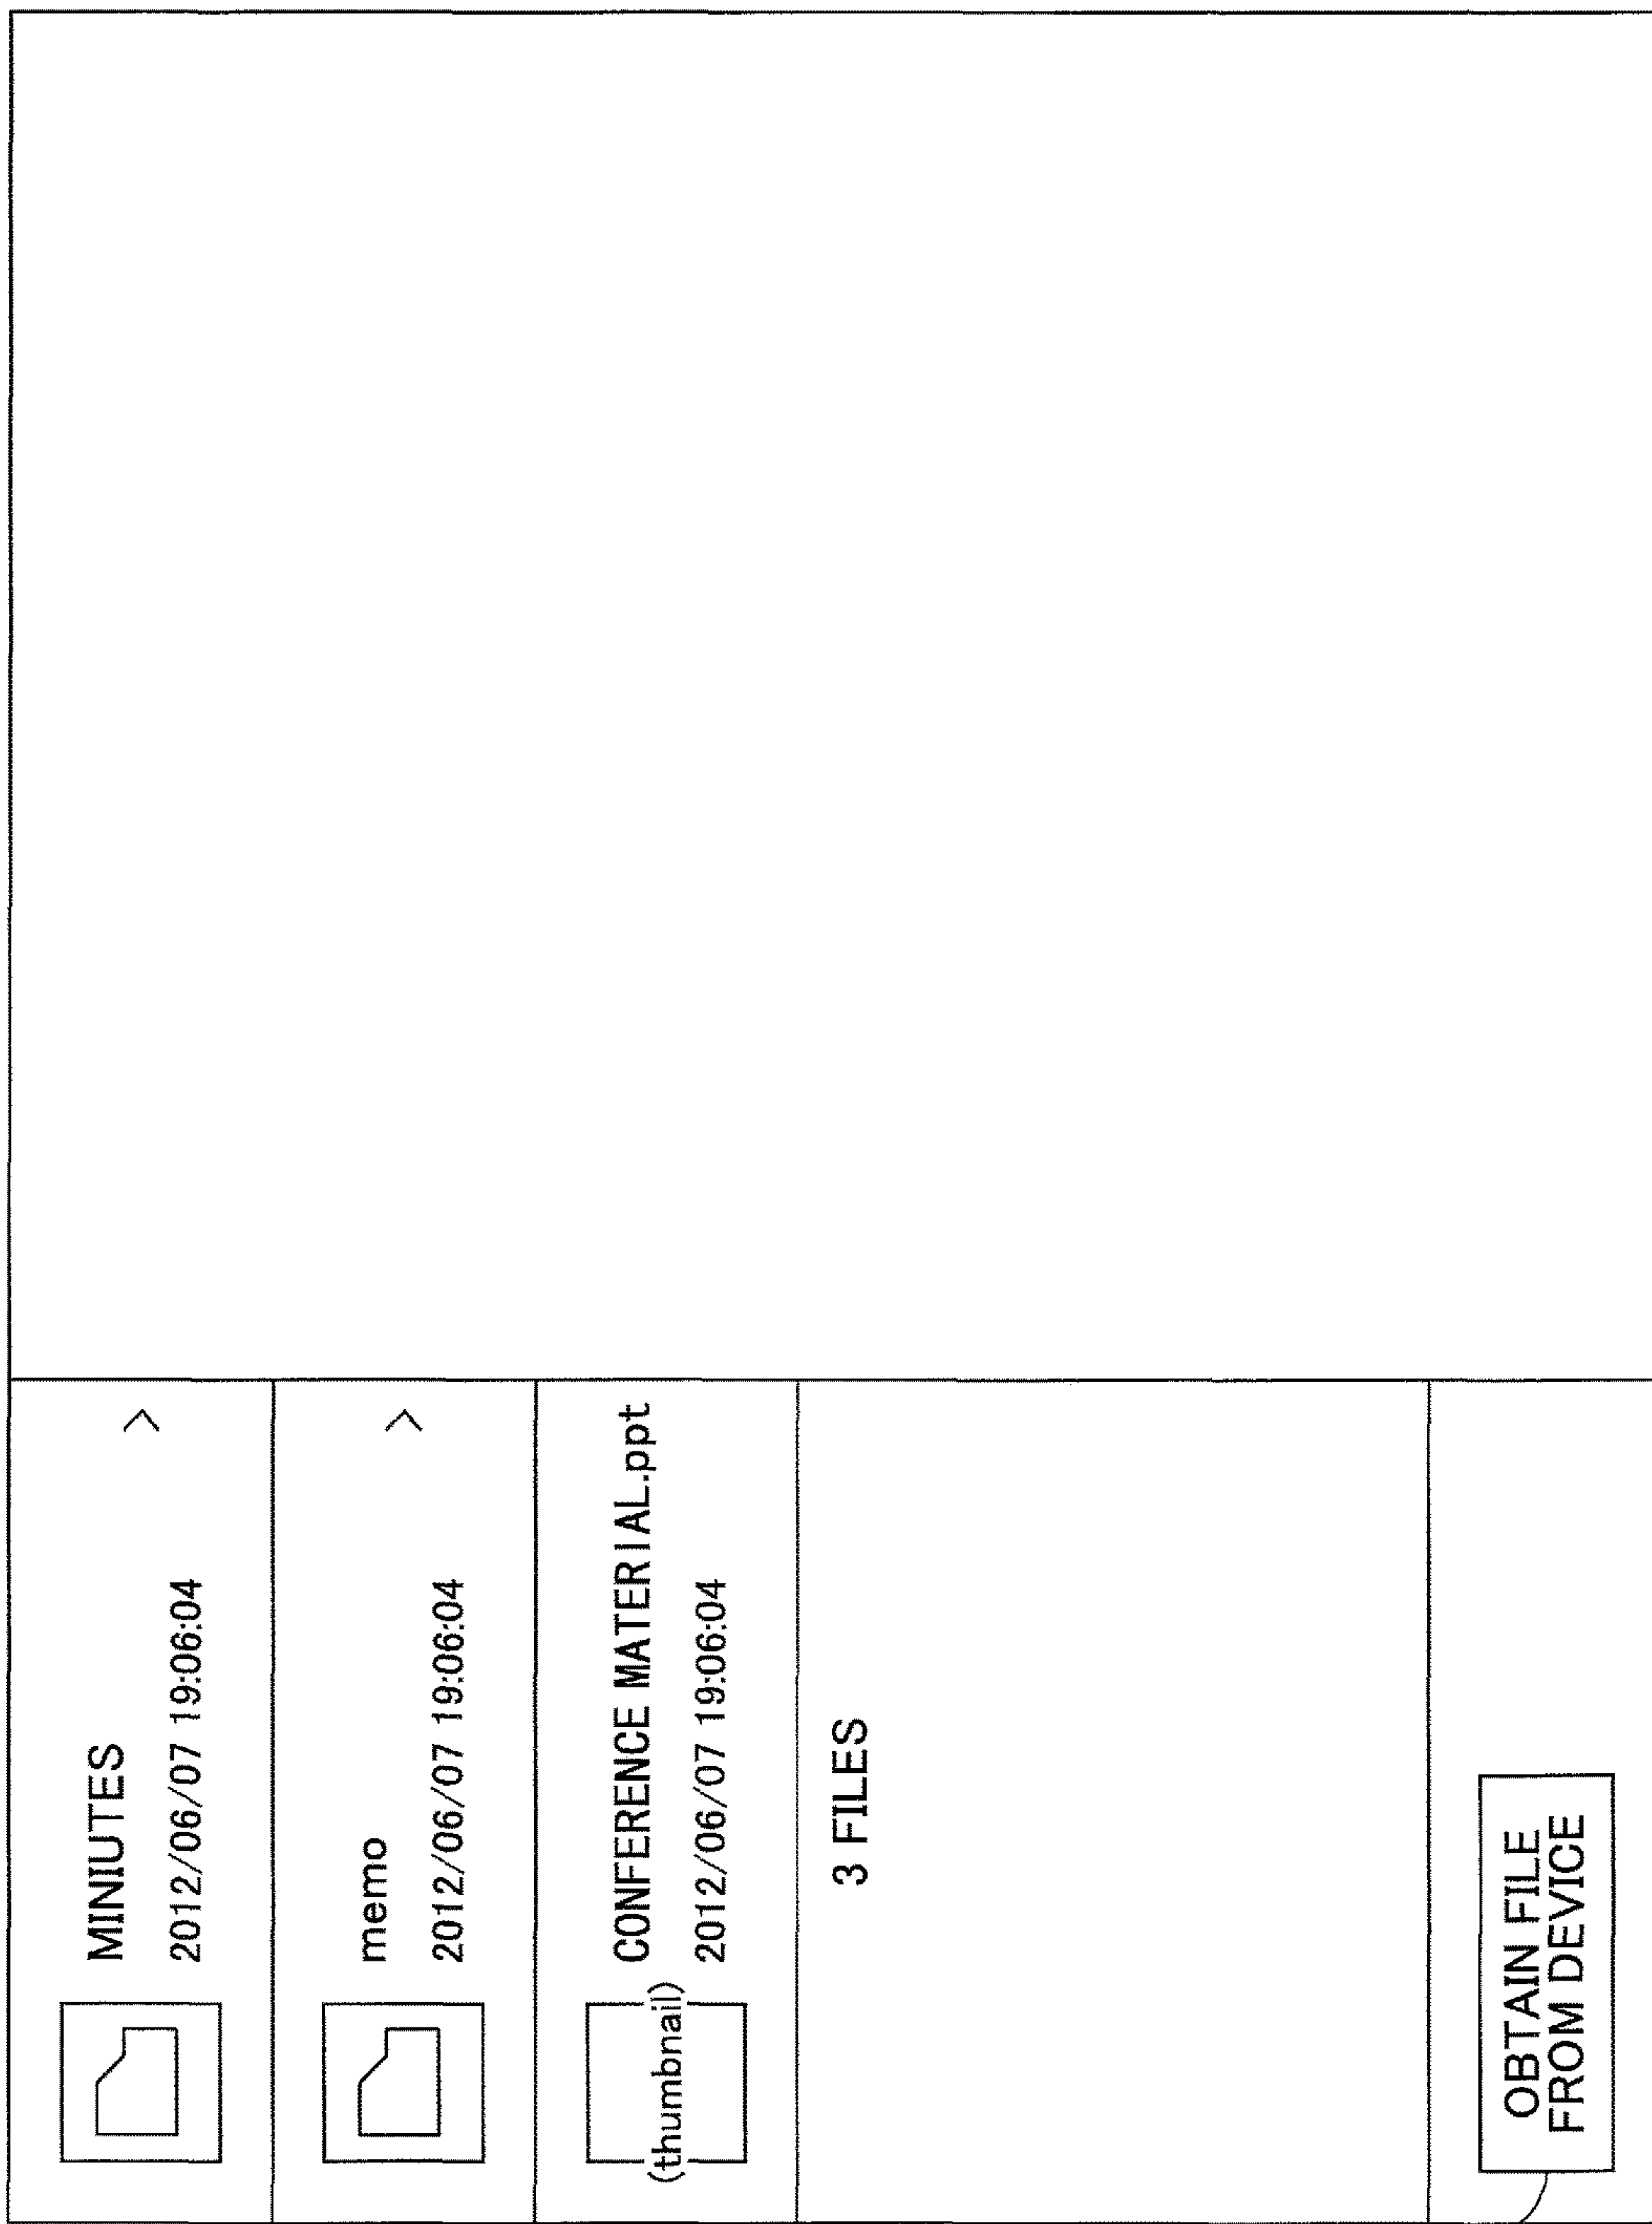 MINIUTES
2012/06/07 19:06:04
>
memo
2012/06/07 19:06:04
>
(thumbnail)
CONFERENCE MATERIAL.ppt
2012/06/07 19:06:04
3 FILES
OBTAIN FILE
FROM DEVICE